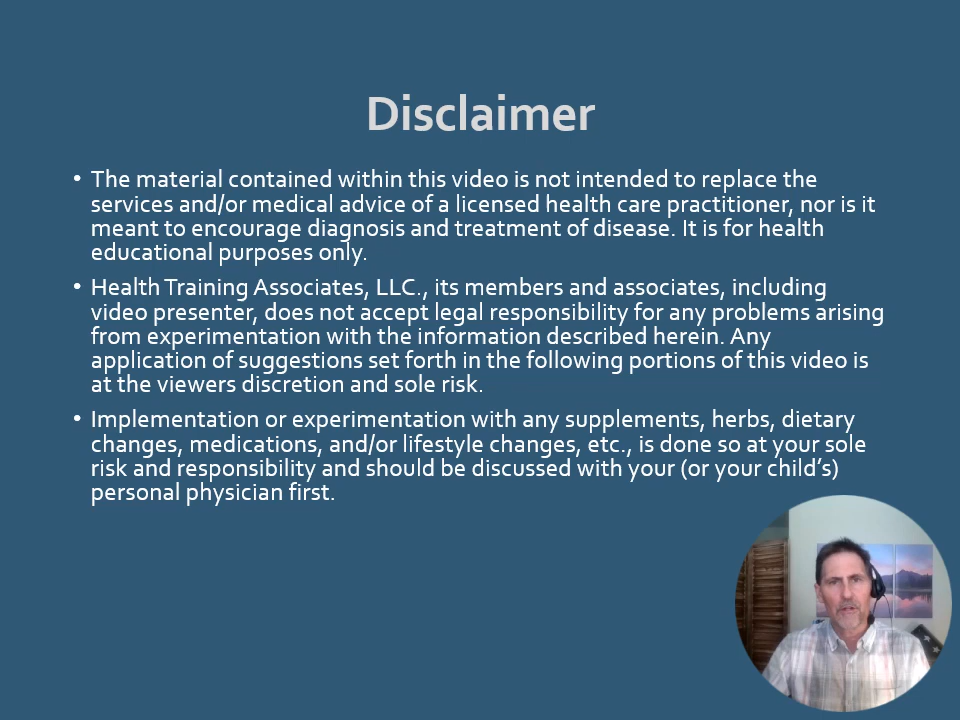 Disclaimer
• The material contained within this video is not intended to replace the
services and/or medical advice of a licensed health care practitioner, nor is it
meant to encourage diagnosis and treatment of disease. It is for health
educational purposes only.
• Health Training Associates, LLC., its members and associates, including
video presenter, does not accept legal responsibility for any problems arising
from experimentation with the information described herein. Any
application of suggestions set forth in the following portions of this video is
at the viewers discretion and sole risk.
• Implementation or experimentation with any supplements, herbs, dietary
changes, medications, and/or lifestyle changes, etc., is done so at your sole
risk and responsibility and should be discussed with your (or your child’s)
personal physician first.